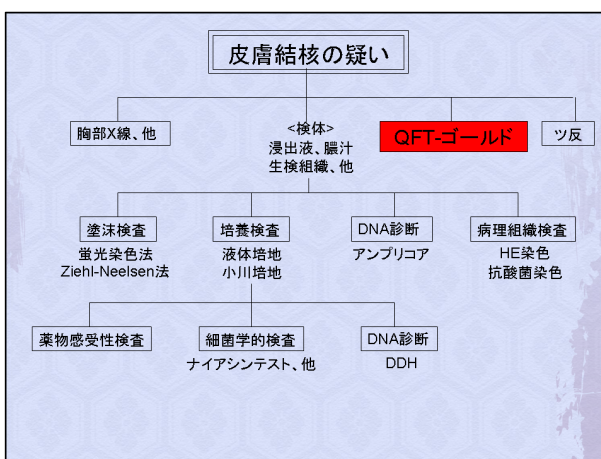 皮膚結核の疑い
胸部X線、他
<検体>
浸出液、膿汁
生検組織、他
QFT-ゴールド
ツ反
塗沫検査
蛍光染色法
Ziehl-Neelsen法
培養検査
液体培地
小川培地
DNA診断
アンプリコア
病理組織検査
HE染色
抗酸菌染色
薬物感受性検査
細菌学的検査
ナイアシンテスト、他
DNA診断
DDH